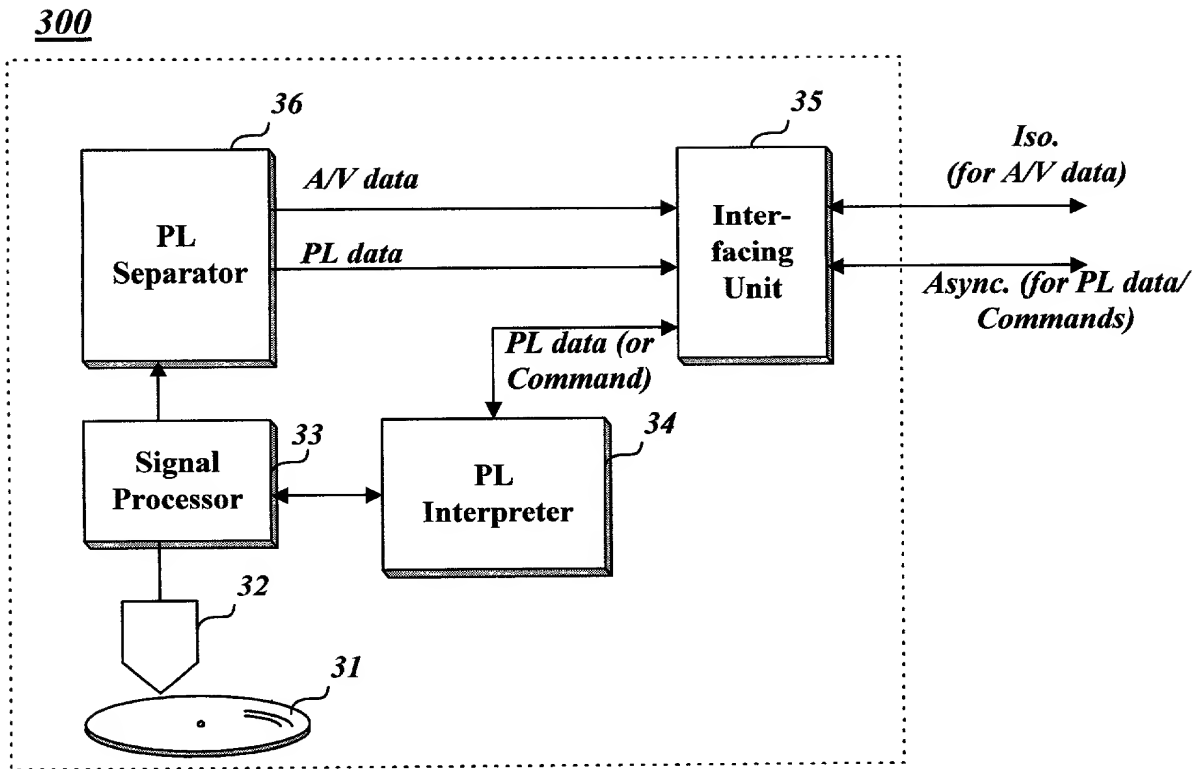 300
36
35
Iso.
(for A/V data)
A/V data
PL
Separator
PL data
Inter-
facing
Unit
Async. (for PL data/
Commands)
PL data (or
Command)
33
34
Signal
Processor
PL
Interpreter
32
31